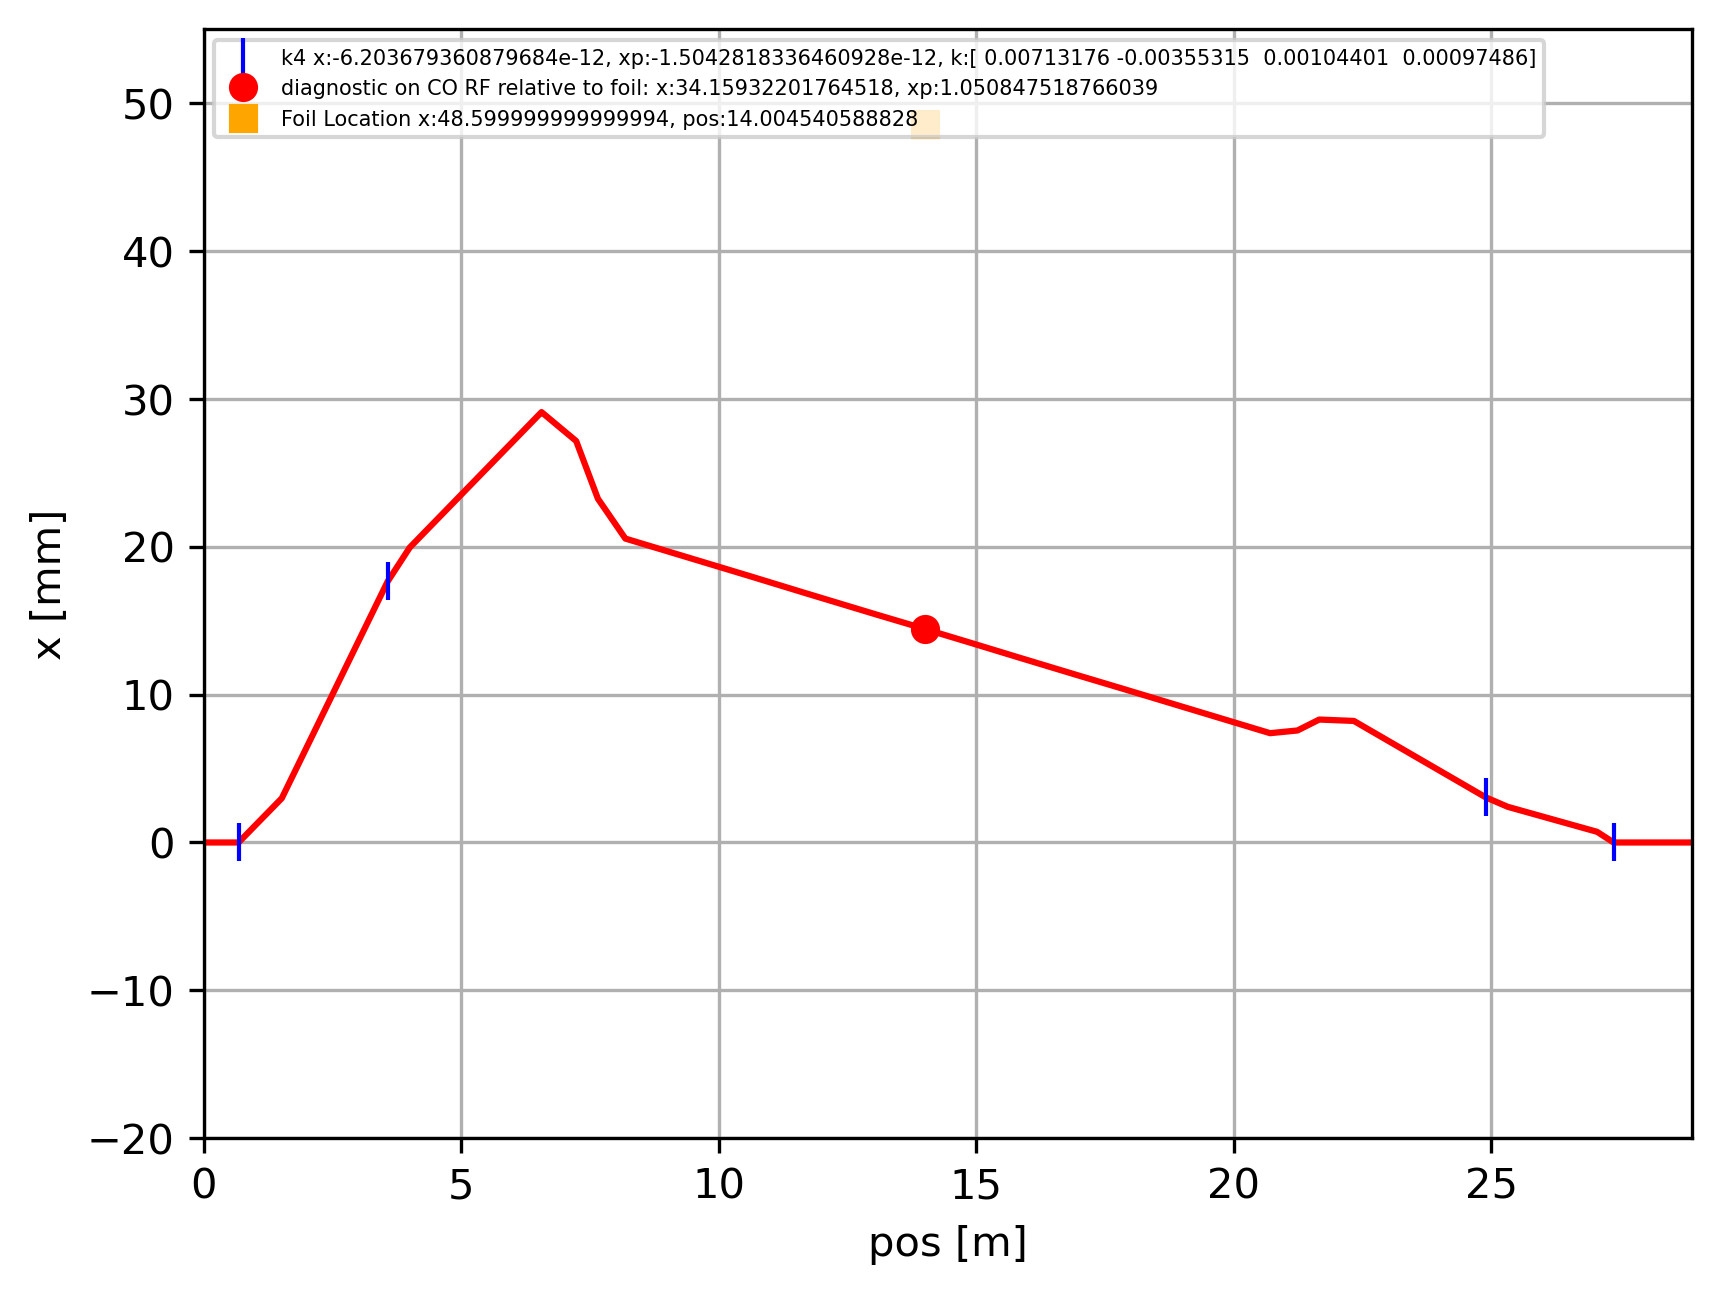 k4 x:-6.203679360879684e-12, xp:-1.5042818336460928e-12, k:[ 0.00713176 -0.00355315  0.00104401  0.00097486]
diagnostic on CO RF relative to foil: x:34.15932201764518, xp:1.050847518766039
Foil Location x:48.599999999999994, pos:14.004540588828
50
40
30
20
10
0
−10
−20
x [mm]
0 5 10 15 20 25
pos [m]